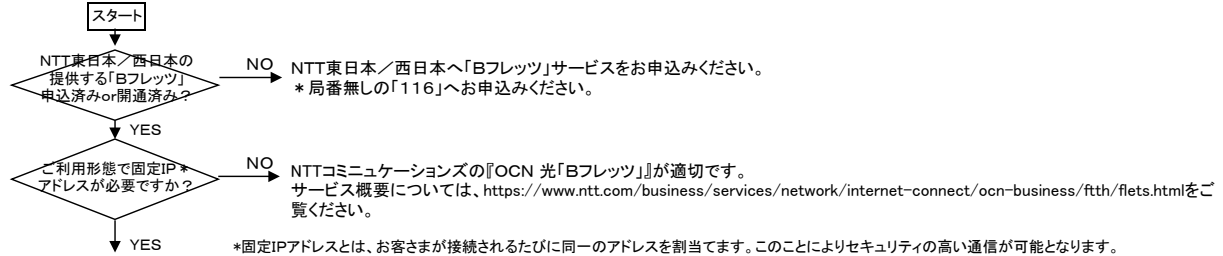 スタート
NTT東日本／西日本の
提供する「Bフレッツ」
申込済みor開通済み？
NO
NTT東日本／西日本へ「Bフレッツ」サービスをお申込みください。
＊局番無しの「116」へお申込みください。
YES
ご利用形態で固定IP＊
アドレスが必要ですか？
NO
NTTコミニュケーションズの『OCN 光「Bフレッツ」』が適切です。
サービス概要については、https://www.ntt.com/business/services/network/internet-connect/ocn-business/ftth/flets.htmlをご
覧ください。
YES
*固定IPアドレスとは、お客さまが接続されるたびに同一のアドレスを割当てます。このことによりセキュリティの高い通信が可能となります。